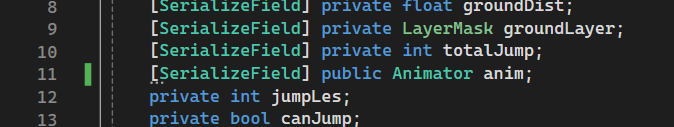 8 [SerializeField] private float groundDist;
9 [SerializeField] private LayerMask groundLayer;
10 [SerializeField] private int totalJump;
11 [SerializeField] public Animator anim;
12 private int jumpLes;
13 private bool canJump;